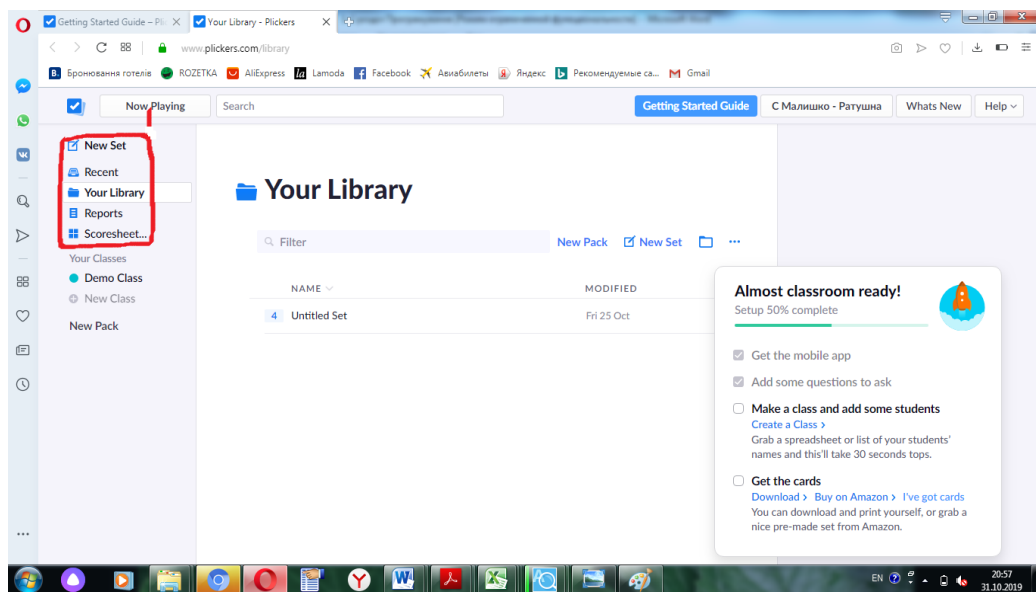 Getting Started Guide – Pli
Your Library - Plickers
www.plickers.com/library
Бронювання готелів
ROZETKA
AliExpress
Lamoda
Facebook
Авиабилеты
Яндекс
Рекомендуемые са...
Gmail
Now Playing
Search
Getting Started Guide
С Малишко - Ратушна
Whats New
Help
New Set
Recent
Your Library
Reports
Scoresheet...
Your Classes
Demo Class
New Class
New Pack
Your Library
Filter
New Pack
New Set
NAME
MODIFIED
4 Untitled Set
Fri 25 Oct
Almost classroom ready!
Setup 50% complete
Get the mobile app
Add some questions to ask
Make a class and add some students
Create a Class >
Grab a spreadsheet or list of your students'
names and this'll take 30 seconds tops.
Get the cards
Download > Buy on Amazon > I've got cards
You can download and print yourself, or grab a
nice pre-made set from Amazon.
EN
20:57
31.10.2019